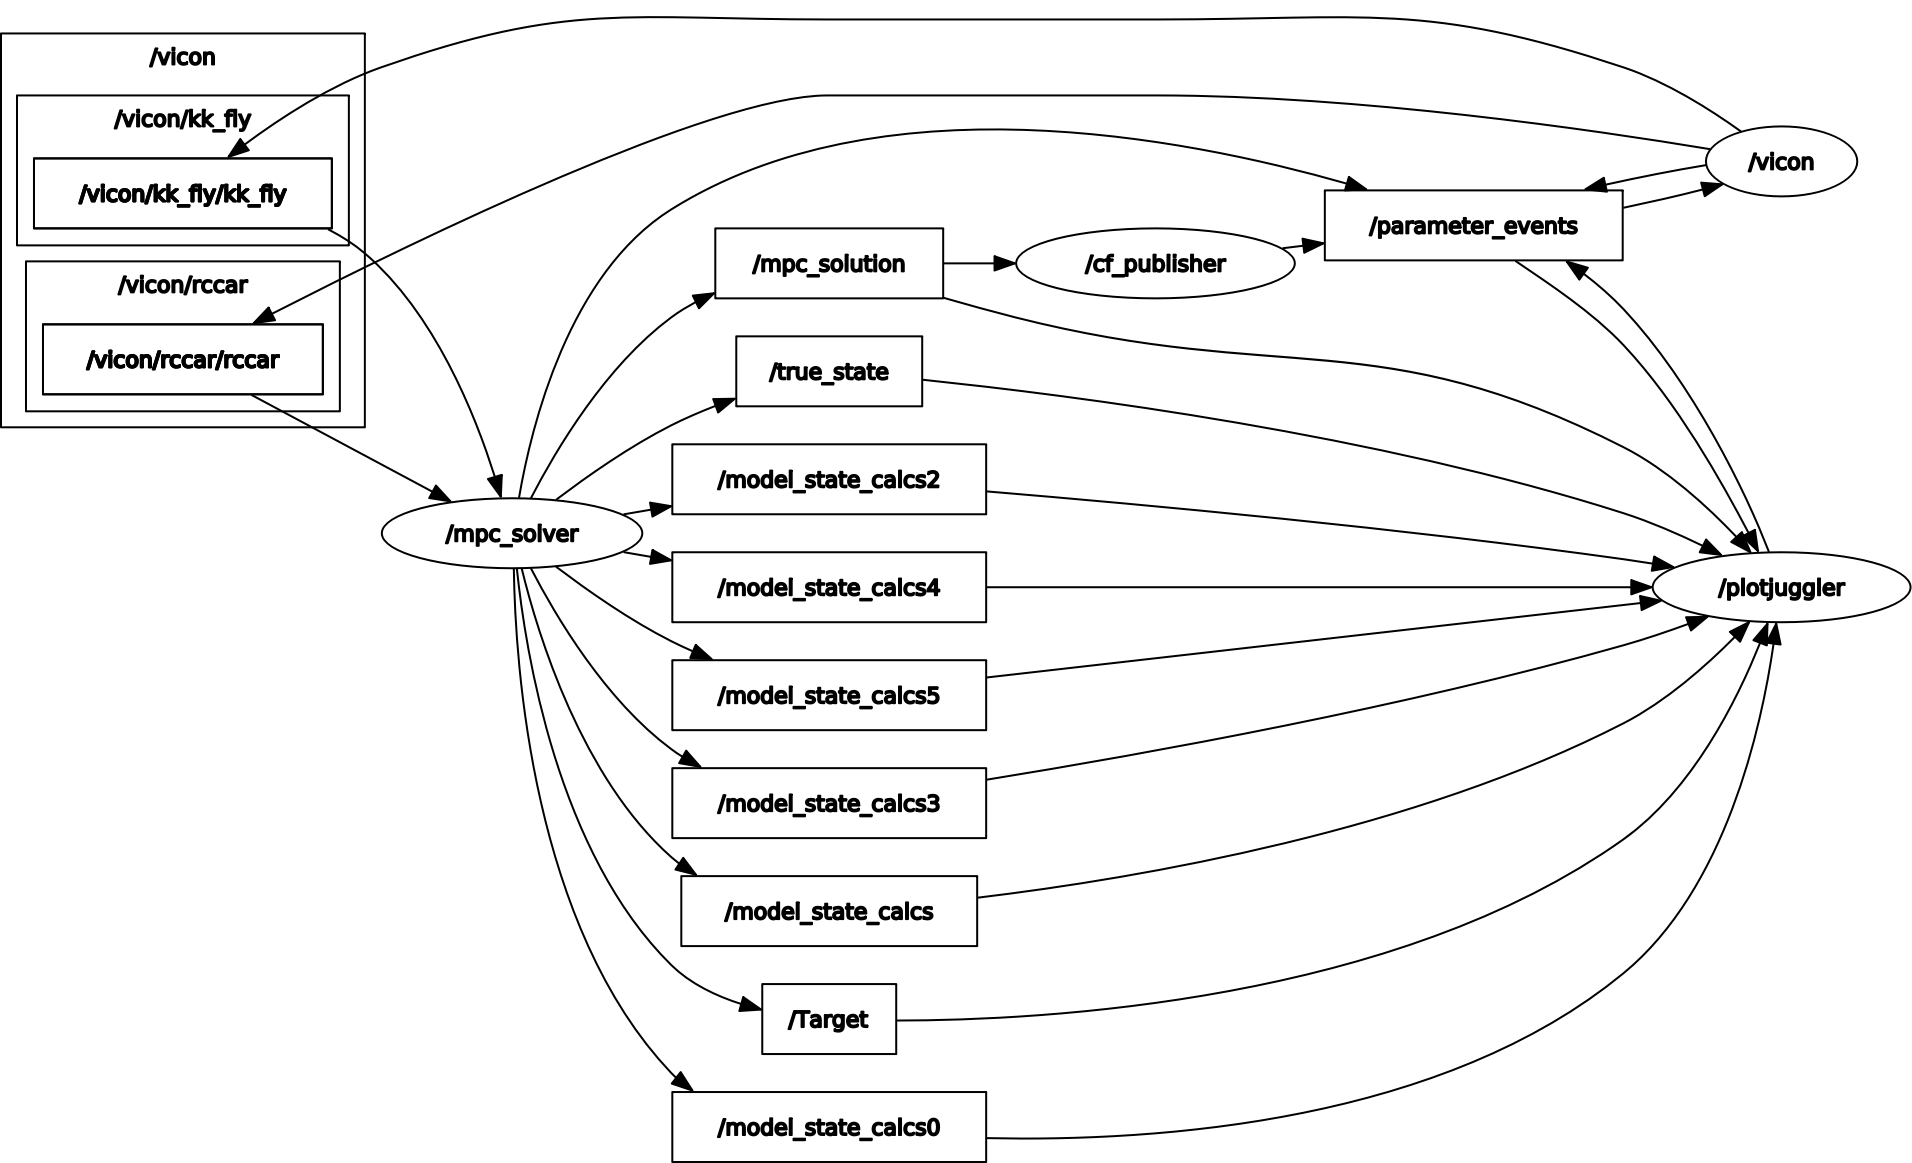 /vicon
/vicon/kk_fly
/vicon/kk_fly/kk_fly
/vicon/rccar
/vicon/rccar/rccar
/mpc_solver
/mpc_solution
/true_state
/model_state_calcs2
/model_state_calcs4
/model_state_calcs5
/model_state_calcs3
/model_state_calcs
/Target
/model_state_calcs0
/cf_publisher
/parameter_events
/vicon
/plotjuggler